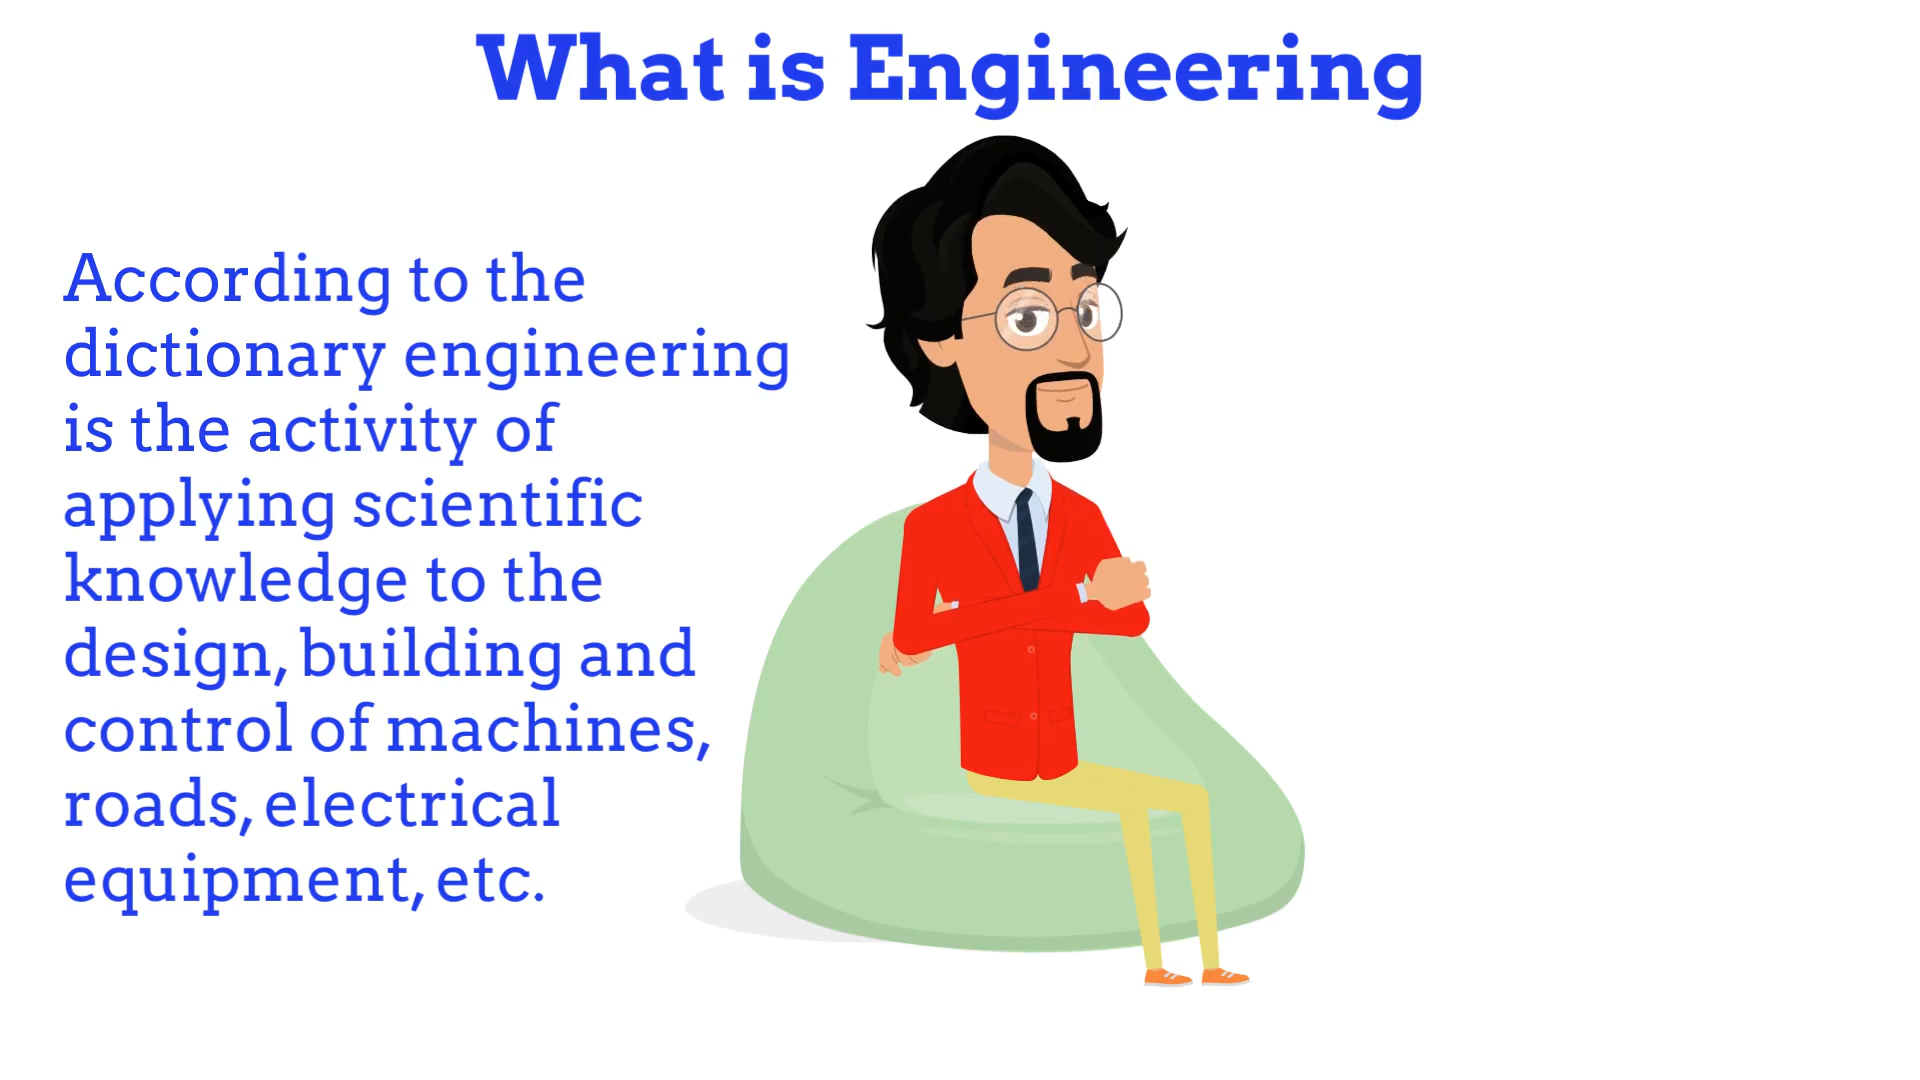 What is Engineering
According to the
dictionary engineering
is the activity of
applying scientific
knowledge to the
design, building and
control of machines,
roads, electrical
equipment, etc.